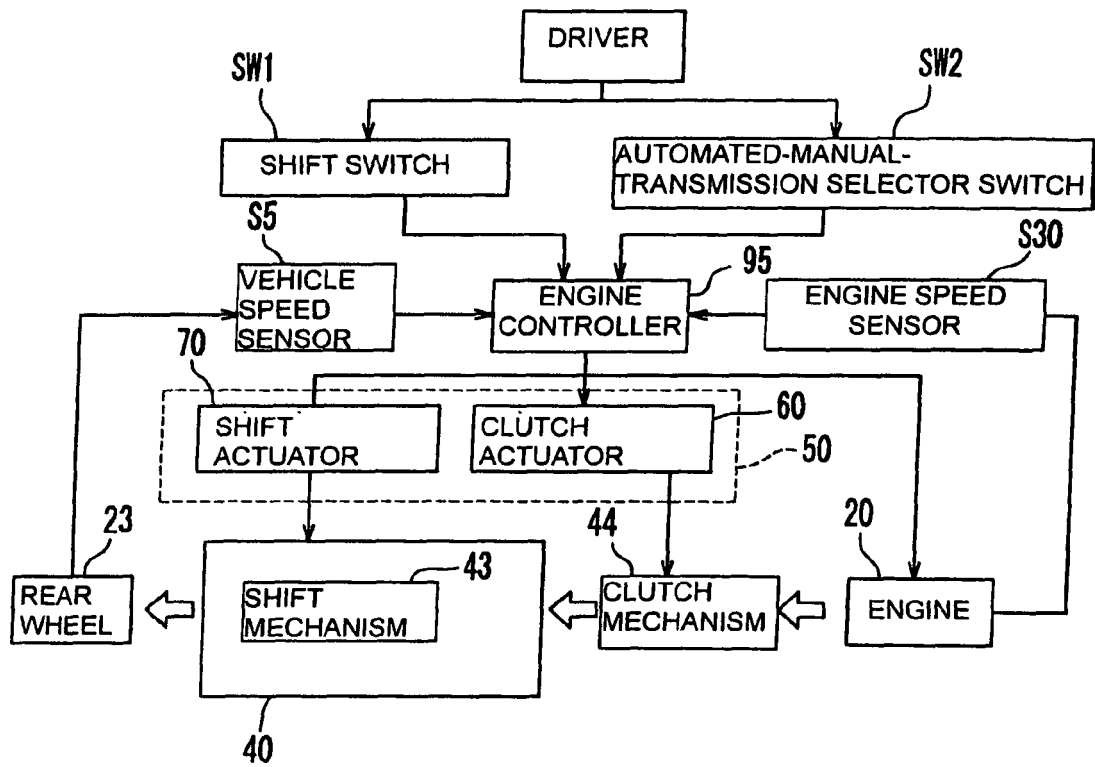 DRIVER
SW1
SW2
SHIFT SWITCH
AUTOMATED-MANUAL-
TRANSMISSION SELECTOR SWITCH
S5
95
S30
VEHICLE
SPEED
SENSOR
ENGINE
CONTROLLER
ENGINE SPEED
SENSOR
70
60
SHIFT
ACTUATOR
CLUTCH
ACTUATOR
50
23
44
20
43
REAR
WHEEL
SHIFT
MECHANISM
CLUTCH
MECHANISM
ENGINE
40